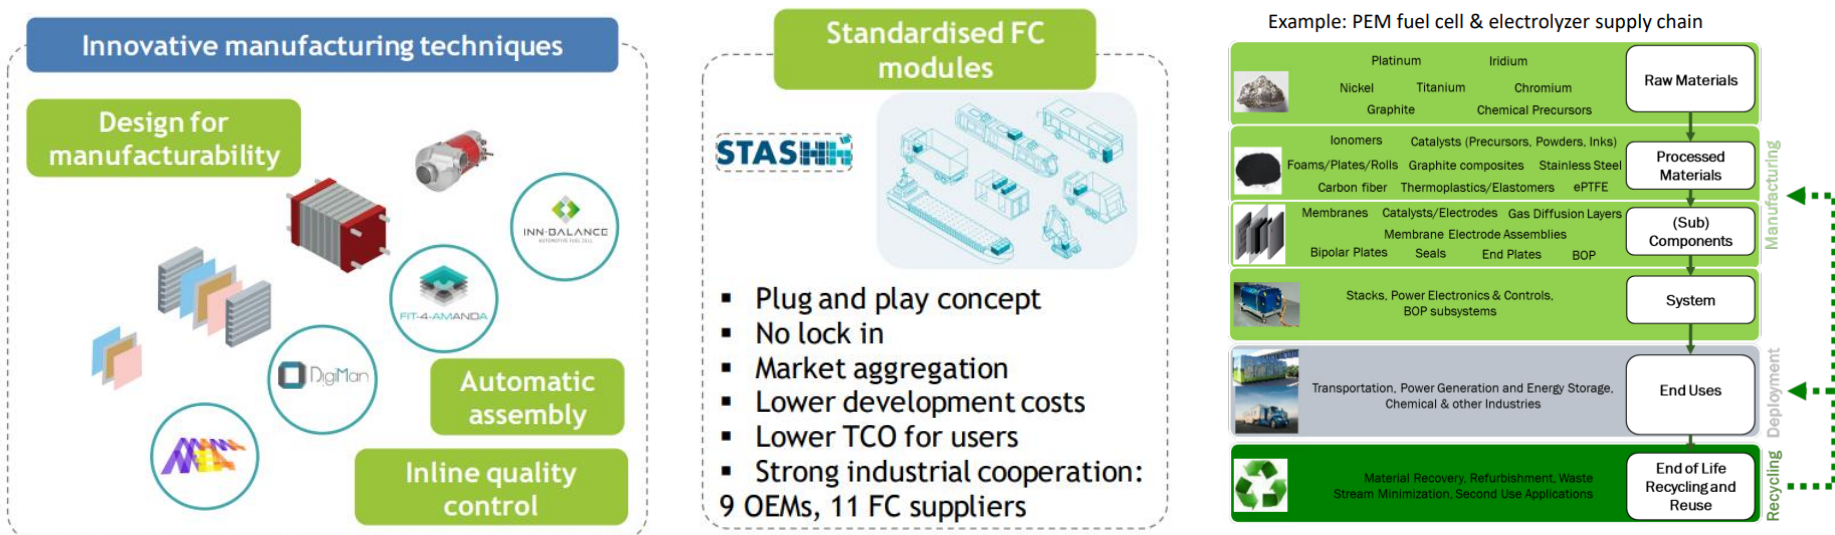 Innovative manufacturing techniques
Design for
manufacturability
INN-BALANCE
AUTOMOTIVE FUEL CELL
FIT-4-AMANDA
DigiMan
Automatic
assembly
Inline quality
control
Standardised FC
modules
STASHH
▪ Plug and play concept
▪ No lock in
▪ Market aggregation
▪ Lower development costs
▪ Lower TCO for users
▪ Strong industrial cooperation:
9 OEMs, 11 FC suppliers
Example: PEM fuel cell & electrolyzer supply chain
Platinum Iridium
Nickel Titanium Chromium
Graphite Chemical Precursors
Raw Materials
Ionomers Catalysts (Precursors, Powders, Inks)
Foams/Plates/Rolls Graphite composites Stainless Steel
Carbon fiber Thermoplastics/Elastomers ePTFE
Processed
Materials
Membranes Catalysts/Electrodes Gas Diffusion Layers
Membrane Electrode Assemblies
Bipolar Plates Seals End Plates BOP
(Sub)
Components
Stacks, Power Electronics & Controls,
BOP subsystems
System
Transportation, Power Generation and Energy Storage,
Chemical & other Industries
End Uses
Material Recovery, Refurbishment, Waste
Stream Minimization, Second Use Applications
End of Life
Recycling and
Reuse
Manufacturing
Deployment
Recycling